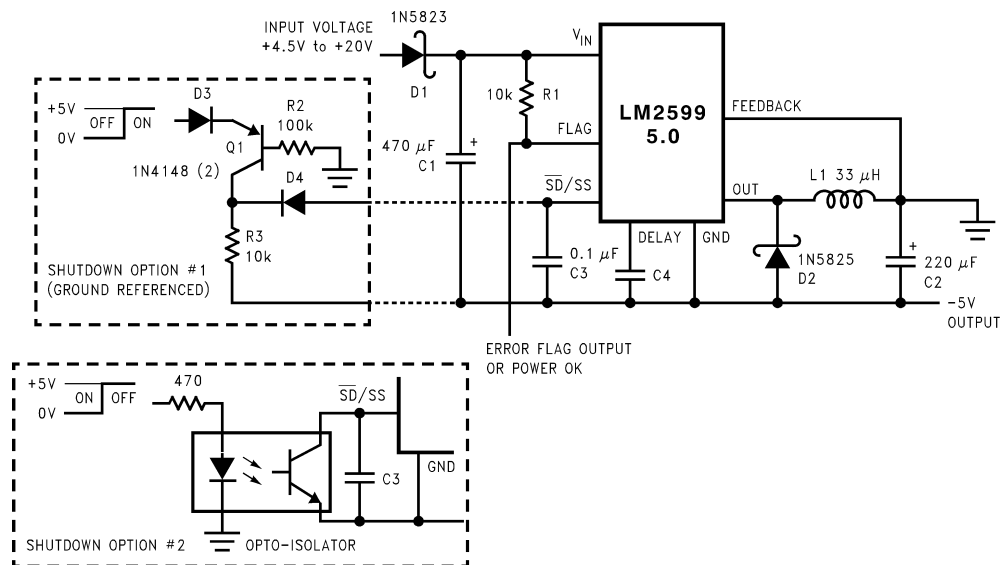 1N5823
INPUT VOLTAGE
+4.5V to +20V
D1
VIN
10k
R1
FLAG
470 µF
C1
+
LM2599
5.0
FEEDBACK
L1 33 µH
OUT
SD/SS
0.1 µF
C3
DELAY
C4
GND
1N5825
D2
+
220 µF
C2
-5V
OUTPUT
ERROR FLAG OUTPUT
OR POWER OK
+5V
OFF
ON
0V
D3
R2
100k
Q1
1N4148 (2)
D4
R3
10k
SHUTDOWN OPTION #1
(GROUND REFERENCED)
+5V
ON
OFF
0V
470
SD/SS
C3
GND
SHUTDOWN OPTION #2
OPTO-ISOLATOR